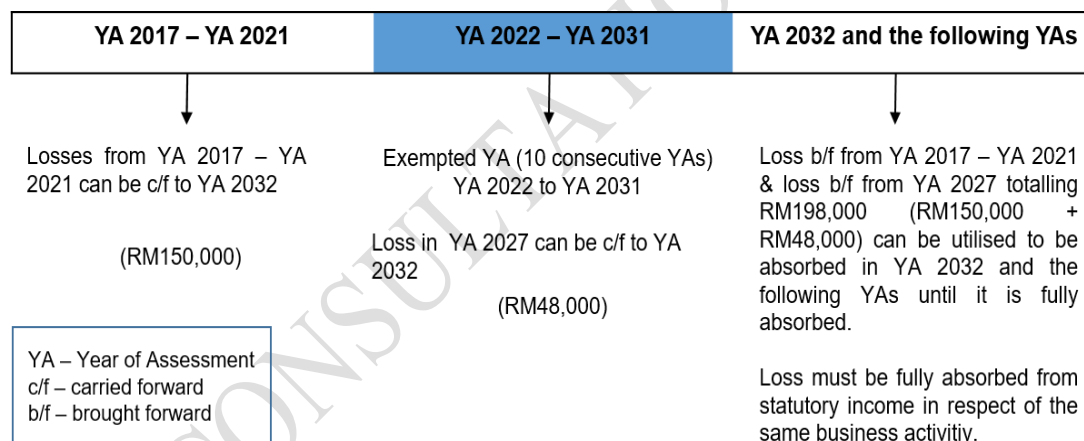 YA 2017 – YA 2021
YA 2022 – YA 2031
YA 2032 and the following YAs
Losses from YA 2017 – YA
2021 can be c/f to YA 2032
(RM150,000)
Exempted YA (10 consecutive YAs)
YA 2022 to YA 2031
Loss in YA 2027 can be c/f to YA
2032
(RM48,000)
Loss b/f from YA 2017 – YA 2021
& loss b/f from YA 2027 totalling
RM198,000 (RM150,000 +
RM48,000) can be utilised to be
absorbed in YA 2032 and the
following YAs until it is fully
absorbed.
Loss must be fully absorbed from
statutory income in respect of the
same business activitiy.
YA – Year of Assessment
c/f – carried forward
b/f – brought forward
CONSULTATIO